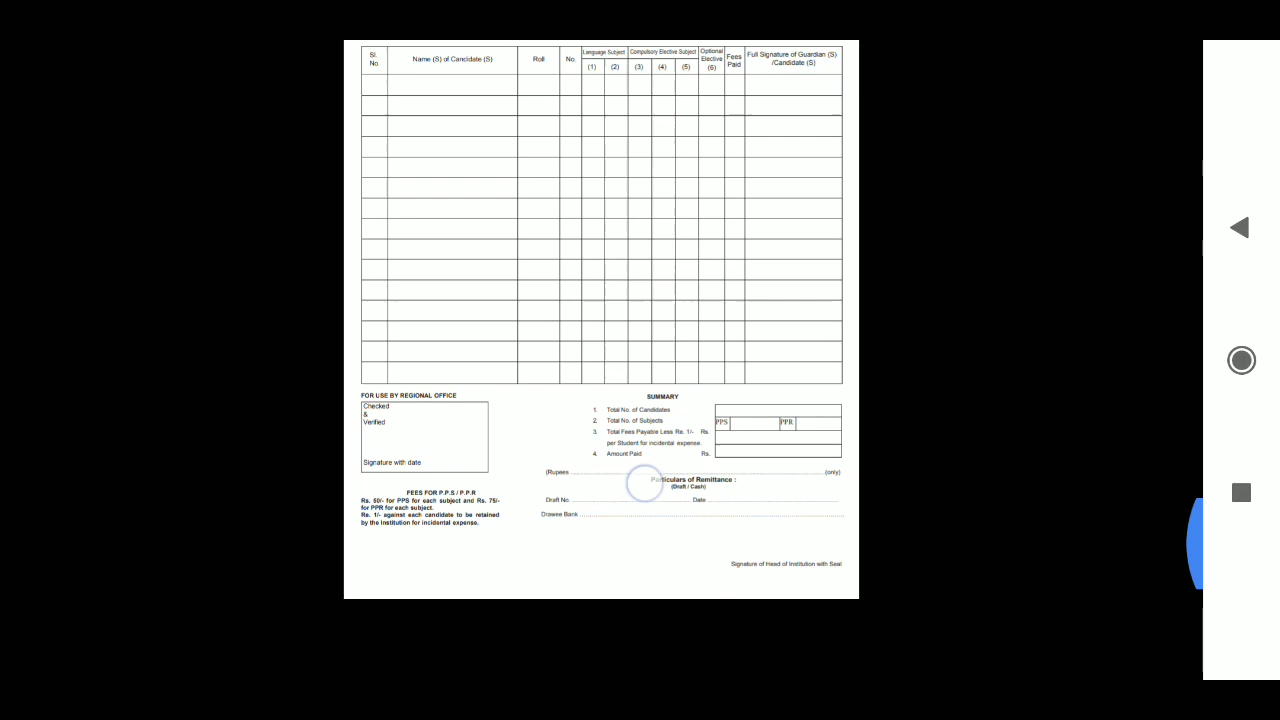 Sl. No. Name (S) of Cancidate (S) Roll No. Language Subject Compulsory Elective Subject Optional Elective (6) Fees Paid Full Signature of Guardian (S) /Candidate (S)
(1) (2) (3) (4) (5)
FOR USE BY REGIONAL OFFICE
Checked
&
Verified
Signature with date
FEES FOR P.P.S / P.P.R
Rs. 50/- for PPS for each subject and Rs. 75/-
for PPR for each subject.
Re. 1/- against each candidate to be retained
by the Institution for incidental expense.
SUMMARY
1. Total No. of Candidates
2. Total No. of Subjects PPS PPR
3. Total Fees Payable Less Re. 1/- Rs.
per Student for incidental expense.
4. Amount Paid Rs.
(Rupees (only)
Particulars of Remittance :
(Draft / Cash)
Draft No Date
Drawee Bank
Signature of Head of Institution with Seal